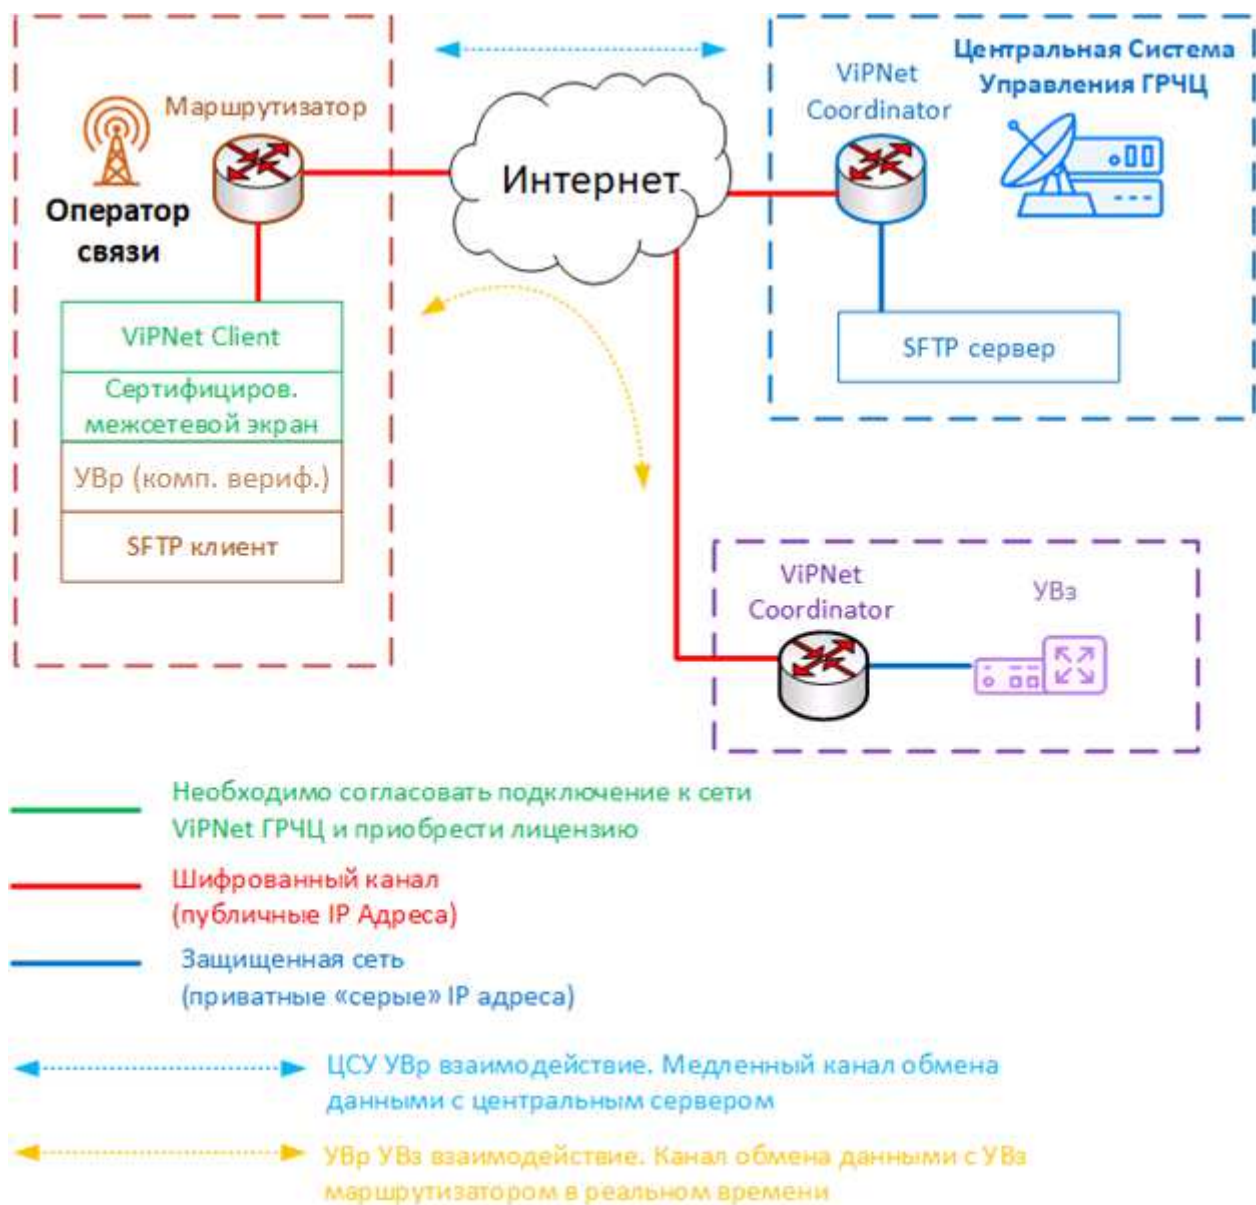 Маршрутизатор
Оператор
связи
ViPNet Client
Сертифициров.
межсетевой экран
УВр (комп. вериф.)
SFTP клиент
Интернет
ViPNet
Coordinator
Центральная Система
Управления ГРЧЦ
SFTP сервер
ViPNet
Coordinator
УВз
Необходимо согласовать подключение к сети
ViPNet ГРЧЦ и приобрести лицензию
Шифрованный канал
(публичные IP Адреса)
Защищенная сеть
(приватные «серые» IP адреса)
ЦСУ УВр взаимодействие. Медленный канал обмена
данными с центральным сервером
УВр УВз взаимодействие. Канал обмена данными с УВз
маршрутизатором в реальном времени